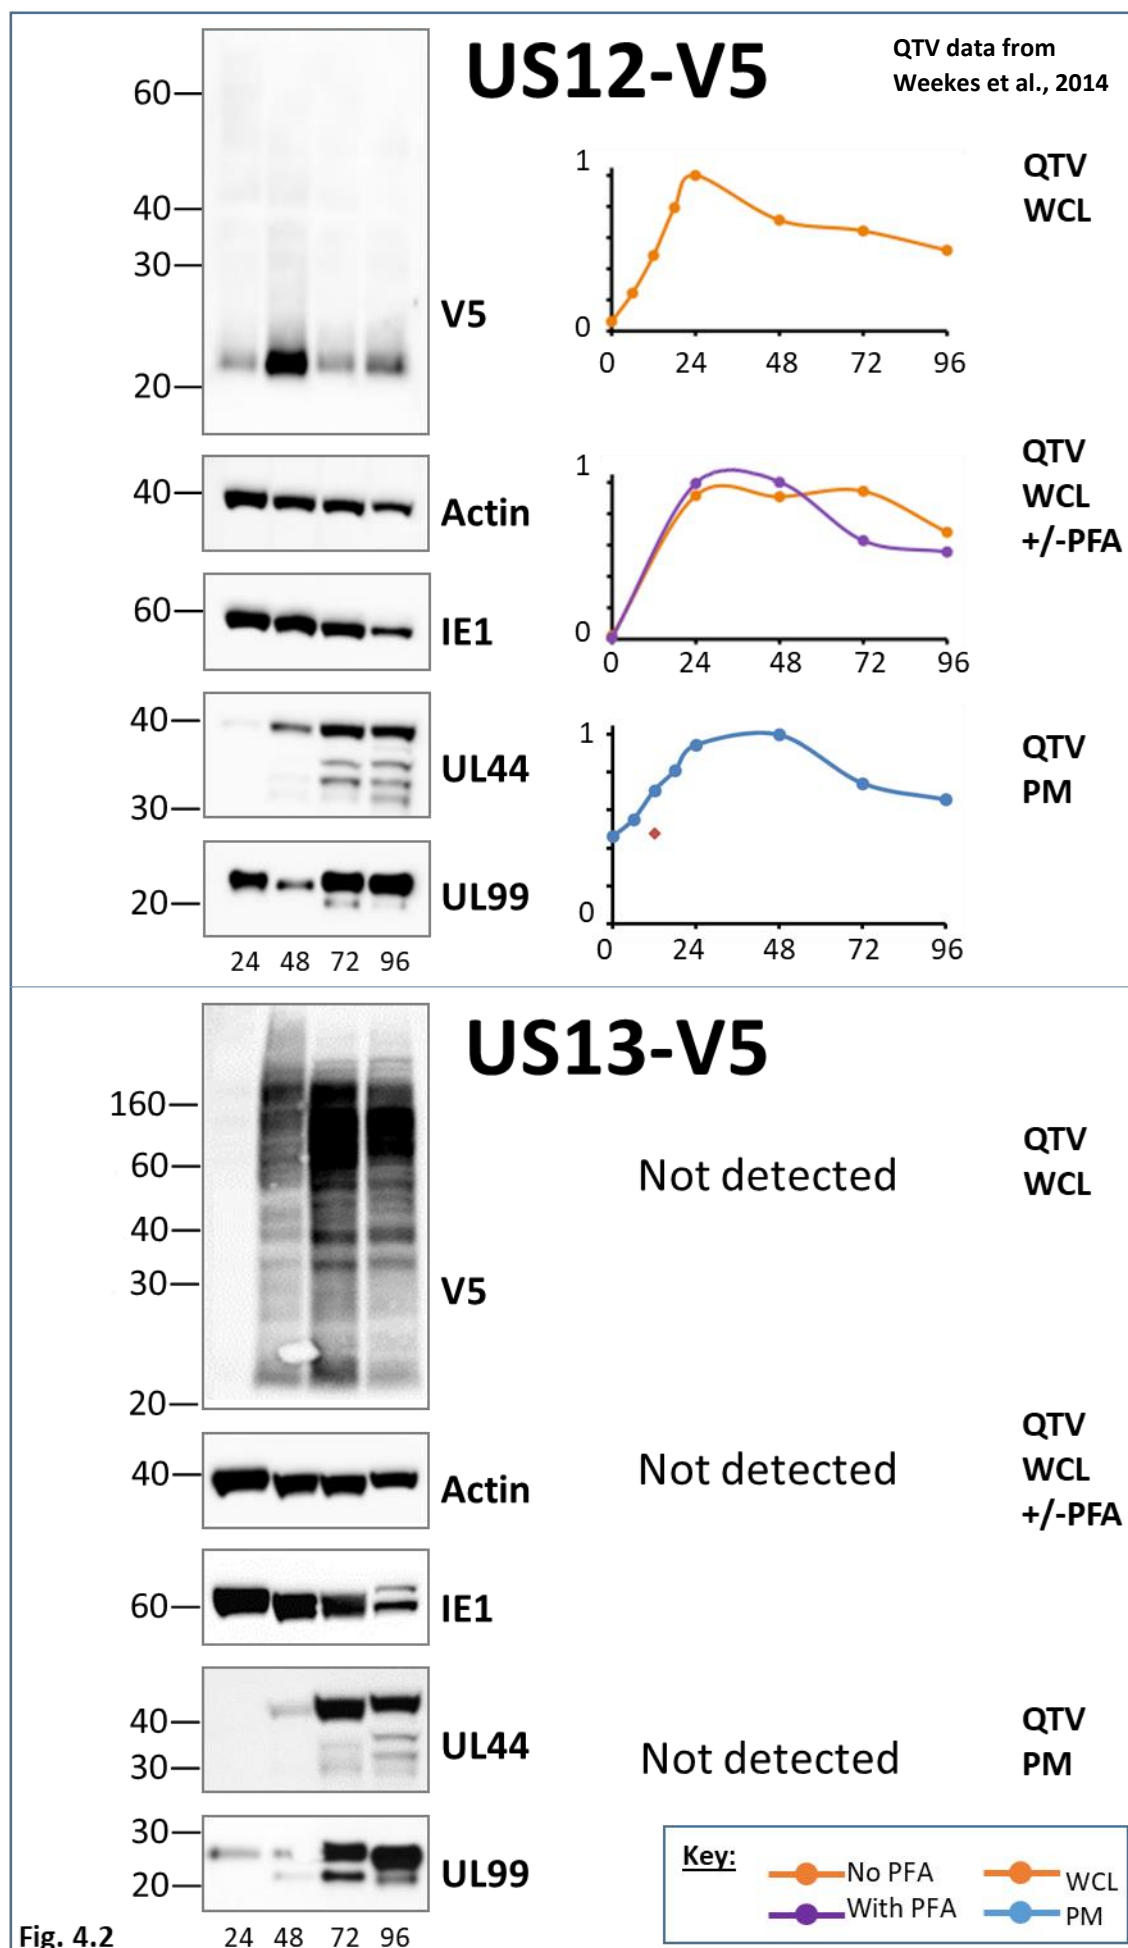 US12-V5
QTV data from
Weekes et al., 2014
60
40
30
20
V5
40
Actin
60
IE1
40
30
UL44
20
UL99
24 48 72 96
1
0
0 24 48 72 96
QTV
WCL
1
0
0 24 48 72 96
QTV
WCL
+/-PFA
1
0
0 24 48 72 96
QTV
PM
US13-V5
160
60
40
30
20
V5
40
Actin
60
IE1
40
30
UL44
30
20
UL99
24 48 72 96
Not detected
QTV
WCL
Not detected
QTV
WCL
+/-PFA
Not detected
QTV
PM
Key:
No PFA
With PFA
WCL
PM
Fig. 4.2